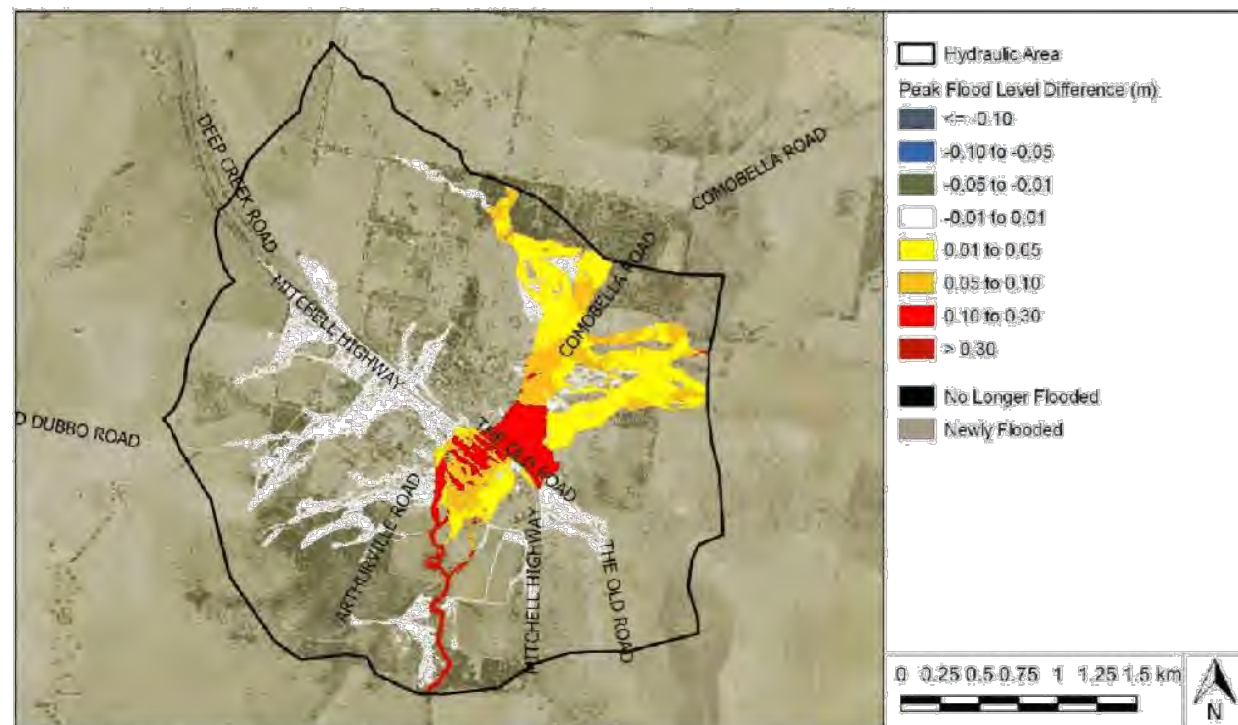 Hydraulic Area
Peak Flood Level Difference (m)
<= -0.10
-0.10 to -0.05
-0.05 to -0.01
-0.01 to 0.01
0.01 to 0.05
0.05 to 0.10
0.10 to 0.30
> 0.30
No Longer Flooded
Newly Flooded
DEEP CREEK ROAD
COMOBELLA ROAD
COMOBELLA ROAD
MITCHELL HIGHWAY
D DUBBO ROAD
THE OLD ROAD
ARTHURVILLE ROAD
MITCHELL HIGHWAY
THE OLD ROAD
0 0.25 0.5 0.75 1 1.25 1.5 km
N